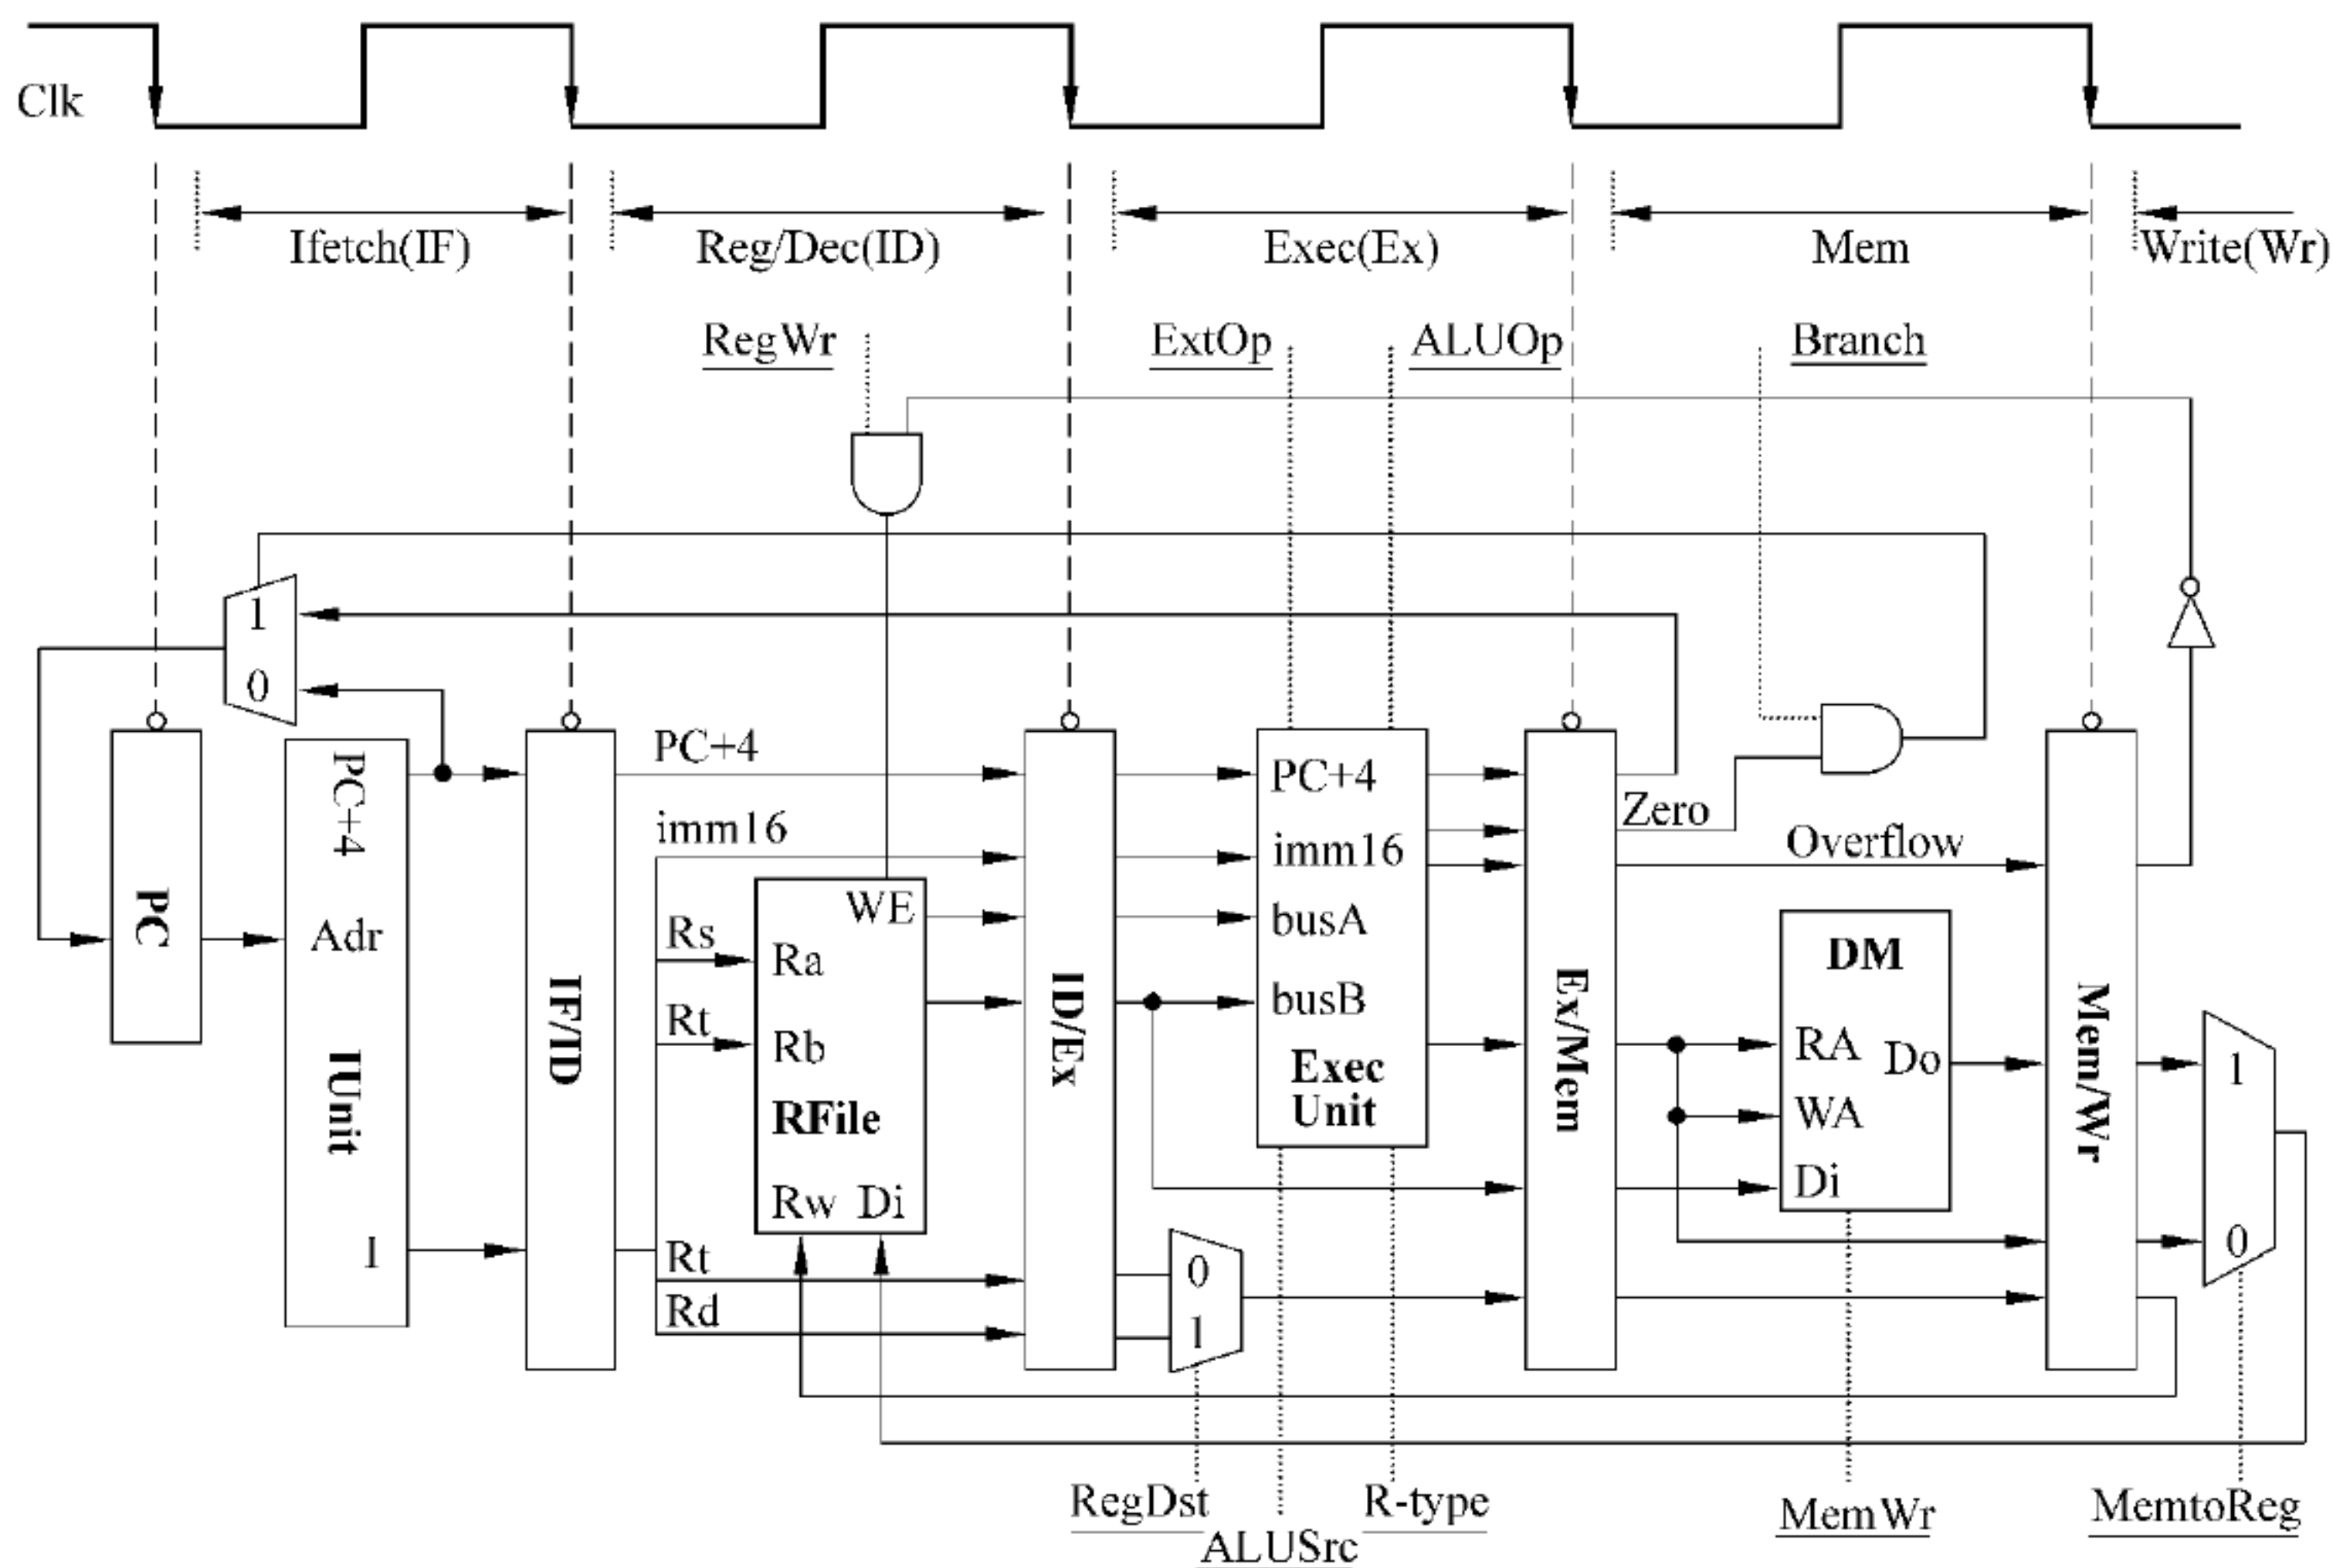 Clk
Ifetch(IF)
Reg/Dec(ID)
Exec(Ex)
Mem
Write(Wr)
RegWr
ExtOp
ALUOp
Branch
1
0
PC
PC+4
Adr
IUnit
I
IF/ID
PC+4
imm16
Rs
Rt
Rt
Rd
WE
Ra
Rb
RFile
Rw Di
ID/Ex
0
1
PC+4
imm16
busA
busB
Exec
Unit
Ex/Mem
Zero
Overflow
DM
RA
Do
WA
Di
Mem/Wr
1
0
RegDst
ALUSrc
R-type
MemWr
MemtoReg